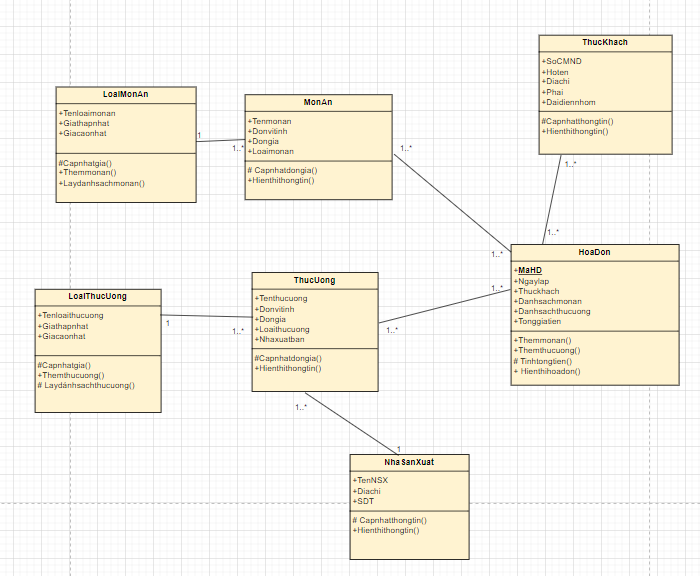 ThucKhach
+SoCMND
+Hoten
+Diachi
+Phai
+Daidiennhom
#Capnhatthongtin()
+Hienthithongtin()
1..*
1..*
LoaiMonAn
+Tenloaimonan
+Giathapnhat
+Giacaonhat
#Capnhatgia()
+Themmonan()
+Laydanhsachmonan()
1
1..*
MonAn
+Tenmonan
+Donvitinh
+Dongia
+Loaimonan
# Capnhatdongia()
+Hienthithongtin()
1..*
1..*
HoaDon
+MaHD
+Ngaylap
+Thuckhach
+Danhsachmonan
+Danhsachthucuong
+Tonggiatien
+Themmonan()
+Themthucuong()
# Tinhtongtien()
+ Hienthihoadon()
1..*
1..*
ThucUong
+Tenthucuong
+Donvitinh
+Dongia
+Loaithucuong
+Nhaxuatban
#Capnhatdongia()
+Hienthithongtin()
LoaiThucUong
+Tenloaithucuong
+Giathapnhat
+Giacaonhat
#Capnhatgia()
+Themthucuong()
# Laydánhsachthucuong()
1
1..*
1..*
1
NhaSanXuat
+TenNSX
+Diachi
+SDT
# Capnhatthongtin()
+Hienthithongtin()